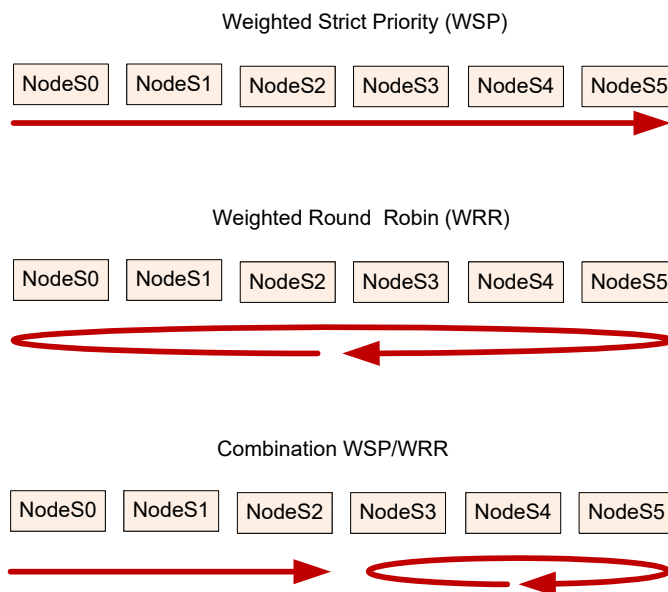 Weighted Strict Priority (WSP)
NodeS0 NodeS1 NodeS2 NodeS3 NodeS4 NodeS5
Weighted Round Robin (WRR)
NodeS0 NodeS1 NodeS2 NodeS3 NodeS4 NodeS5
Combination WSP/WRR
NodeS0 NodeS1 NodeS2 NodeS3 NodeS4 NodeS5